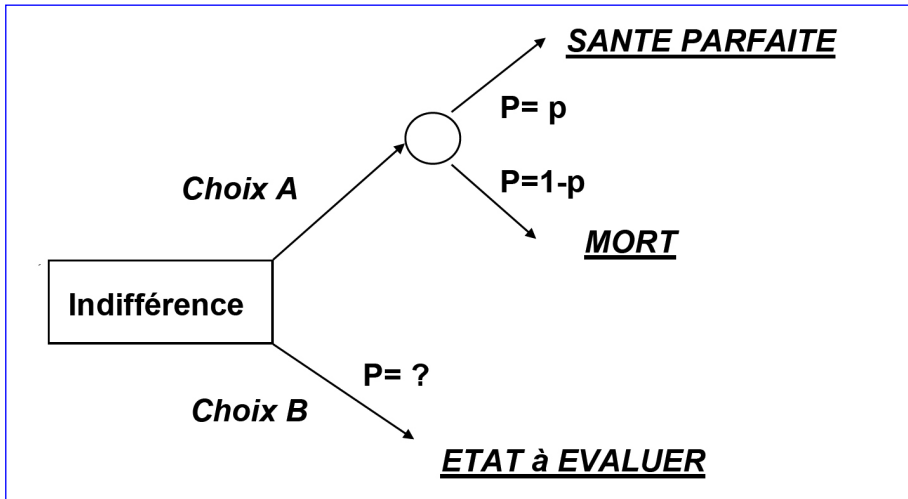 SANTE PARFAITE
P= p
P=1-p
Choix A
MORT
Indifférence
P= ?
Choix B
ETAT à EVALUER